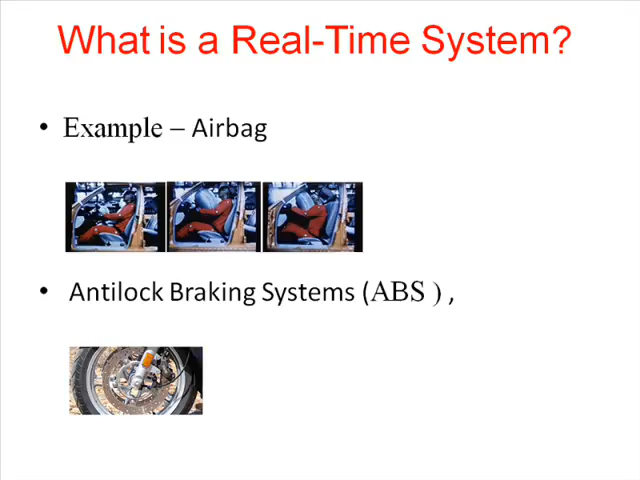 What is a Real-Time System?
• Example – Airbag
• Antilock Braking Systems (ABS ) ,